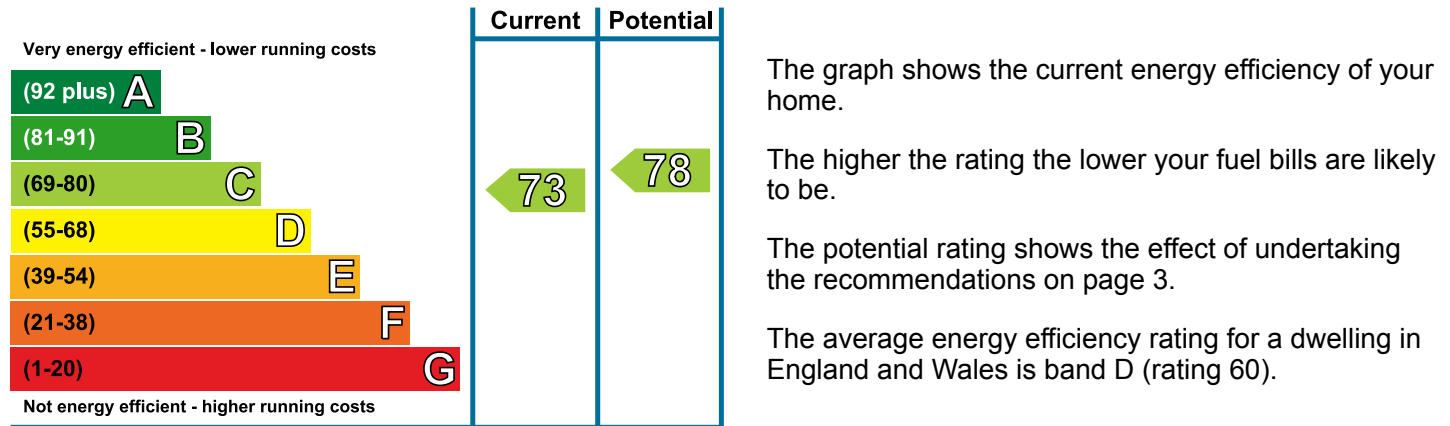 Current Potential
Very energy efficient - lower running costs
(92 plus) A
(81-91) B
(69-80) C
(55-68) D
(39-54) E
(21-38) F
(1-20) G
Not energy efficient - higher running costs
73
78
The graph shows the current energy efficiency of your
home.
The higher the rating the lower your fuel bills are likely
to be.
The potential rating shows the effect of undertaking
the recommendations on page 3.
The average energy efficiency rating for a dwelling in
England and Wales is band D (rating 60).